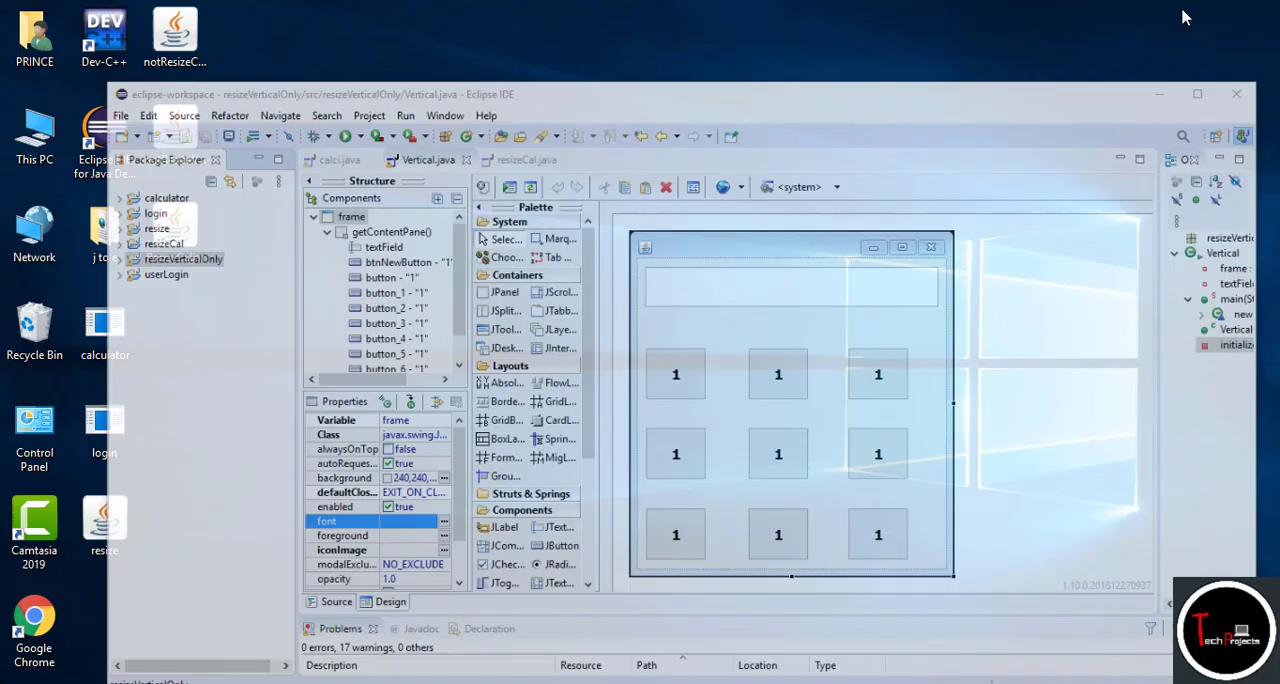 PRINCE
DEV
Dev-C++
notResizeC...
This PC
Eclipse
for Java De...
Network
j to
Recycle Bin
calculator
Control
Panel
login
Camtasia
2019
resize
Google
Chrome
eclipse-workspace - resizeVerticalOnly/src/resizeVerticalOnly/Vertical.java - Eclipse IDE
File Edit Source Refactor Navigate Search Project Run Window Help
Package Explorer
calculator
login
resize
resizeCal
resizeVerticalOnly
userLogin
calci.java Vertical.java resizeCal.java
Structure
Components
frame
getContentPane()
textField
btnNewButton - "1"
button - "1"
button_1 - "1"
button_2 - "1"
button_3 - "1"
button_4 - "1"
button_5 - "1"
button_6 - "1"
Properties
Variable frame
Class javax.swing.J...
alwaysOnTop false
autoReques... true
background 240,240,...
defaultClos... EXIT_ON_CL...
enabled true
font
foreground
iconImage
modalExclu... NO_EXCLUDE
opacity 1.0
Source Design
<system>
Palette
System
Selec... Marq...
Choo... Tab ...
Containers
JPanel JScrol...
JSplit... JTabb...
JTool... JLaye...
JDesk... JInter...
Layouts
Absol... FlowL...
Borde... GridL...
GridB... CardL...
BoxLa... Sprin...
Form... MigL...
Grou...
Struts & Springs
Components
JLabel JText...
JCom... JButton
JChec... JRadi...
JTog... JText...
1 1 1
1 1 1
1 1 1
1.10.0.201812270937
resizeVerti
Vertical
frame :
textFiel
main(St
new
Vertical
initializ
Problems Javadoc Declaration
0 errors, 17 warnings, 0 others
Description Resource Path Location Type
resizeVerticalOnly
Tech Projects